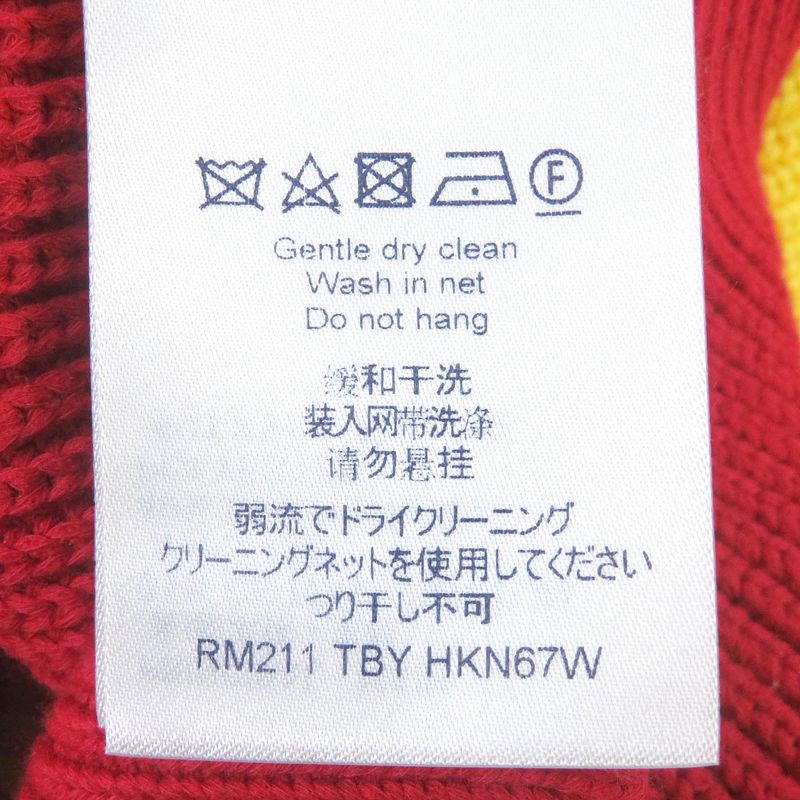 F
Gentle dry clean
Wash in net
Do not hang
缓和干洗
装入网带洗涤
请勿悬挂
弱流でドライクリーニング
クリーニングネットを使用してください
つり干し不可
RM211 TBY HKN67W